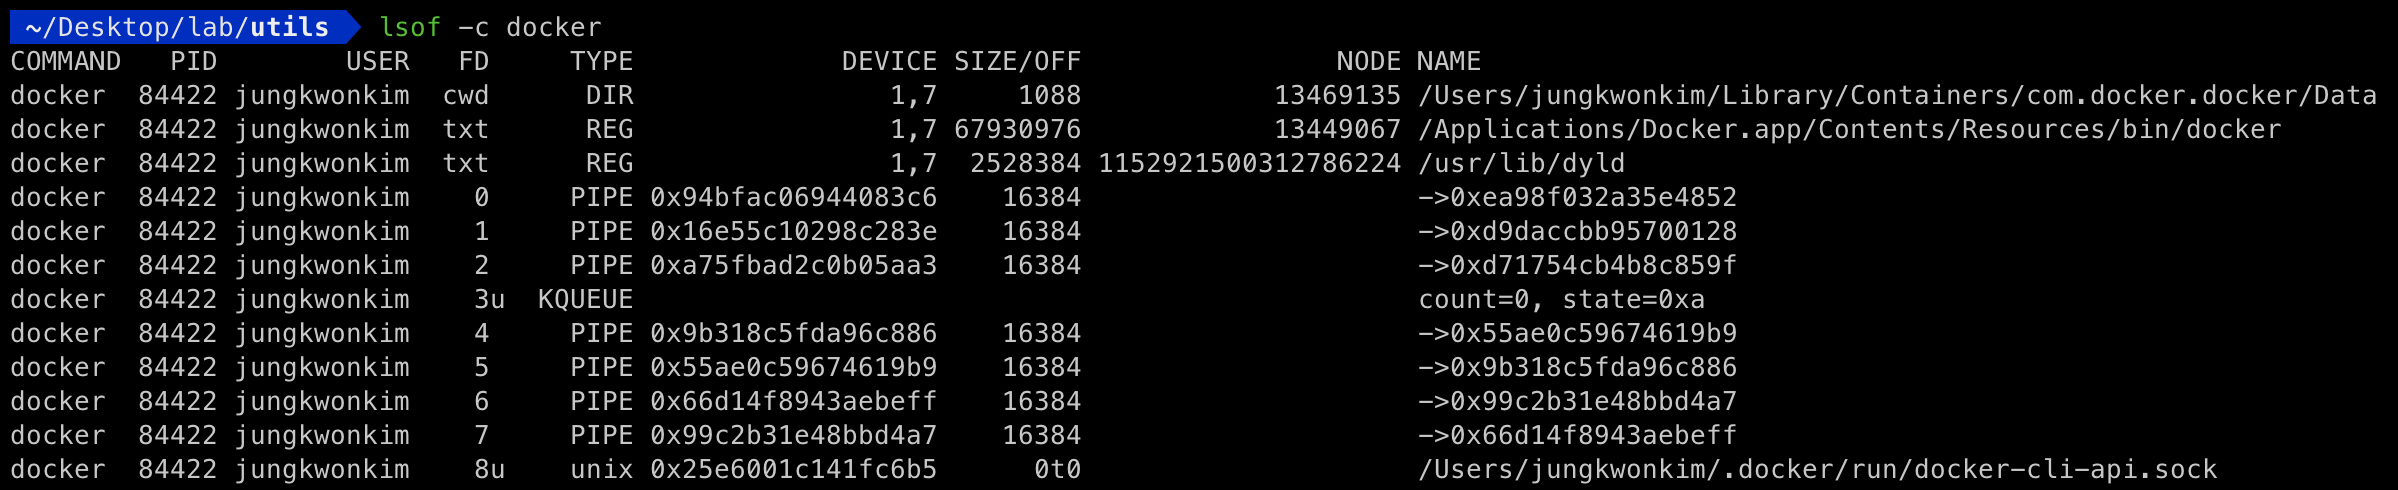 ~/Desktop/lab/utils lsof -c docker
COMMAND PID USER FD TYPE DEVICE SIZE/OFF NODE NAME
docker 84422 jungkwonkim cwd DIR 1,7 1088 13469135 /Users/jungkwonkim/Library/Containers/com.docker.docker/Data
docker 84422 jungkwonkim txt REG 1,7 67930976 13449067 /Applications/Docker.app/Contents/Resources/bin/docker
docker 84422 jungkwonkim txt REG 1,7 2528384 1152921500312786224 /usr/lib/dyld
docker 84422 jungkwonkim 0 PIPE 0x94bfac06944083c6 16384 ->0xea98f032a35e4852
docker 84422 jungkwonkim 1 PIPE 0x16e55c10298c283e 16384 ->0xd9daccbb95700128
docker 84422 jungkwonkim 2 PIPE 0xa75fbad2c0b05aa3 16384 ->0xd71754cb4b8c859f
docker 84422 jungkwonkim 3u KQUEUE count=0, state=0xa
docker 84422 jungkwonkim 4 PIPE 0x9b318c5fda96c886 16384 ->0x55ae0c59674619b9
docker 84422 jungkwonkim 5 PIPE 0x55ae0c59674619b9 16384 ->0x9b318c5fda96c886
docker 84422 jungkwonkim 6 PIPE 0x66d14f8943aebeff 16384 ->0x99c2b31e48bbd4a7
docker 84422 jungkwonkim 7 PIPE 0x99c2b31e48bbd4a7 16384 ->0x66d14f8943aebeff
docker 84422 jungkwonkim 8u unix 0x25e6001c141fc6b5 0t0 /Users/jungkwonkim/.docker/run/docker-cli-api.sock